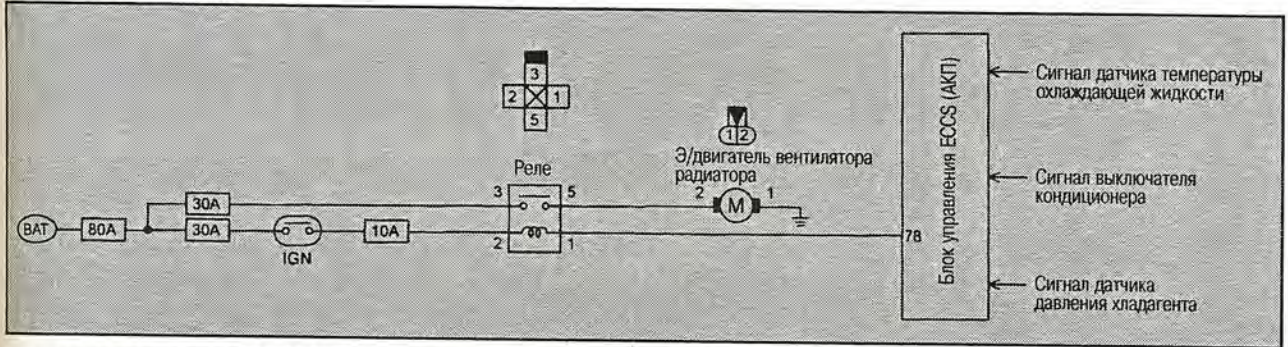 3
2 1
5
1 2
Э/двигатель вентилятора
радиатора
Реле
3 5
2 1
M
30A
BAT 80A 30A
IGN
10A
2 1
78
Блок управления ECCS (АКП)
Сигнал датчика температуры
охлаждающей жидкости
Сигнал выключателя
кондиционера
Сигнал датчика
давления хладагента